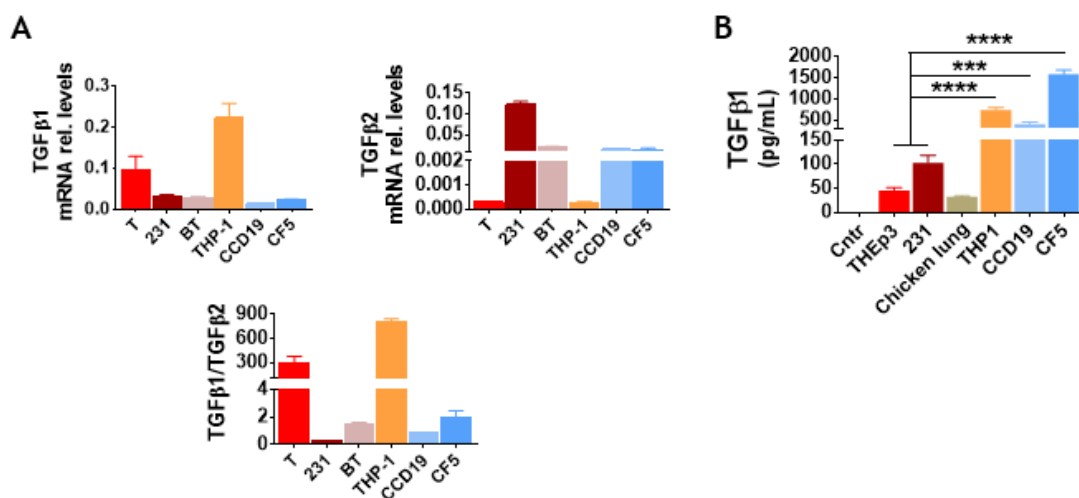 A
TGFβ1
mRNA rel. levels
0.3
0.2
0.1
0.0
T
231
BT
THP-1
CCD19
CF5
TGFβ2
mRNA rel. levels
0.15
0.10
0.05
0.002
0.001
0.000
T
231
BT
THP-1
CCD19
CF5
TGFβ1/TGFβ2
900
600
300
4
2
0
T
231
BT
THP-1
CCD19
CF5
B
TGFβ1
(pg/mL)
2000
1500
1000
500
150
100
50
0
****
***
****
Cntr
THEp3
231
Chicken lung
THP1
CCD19
CF5